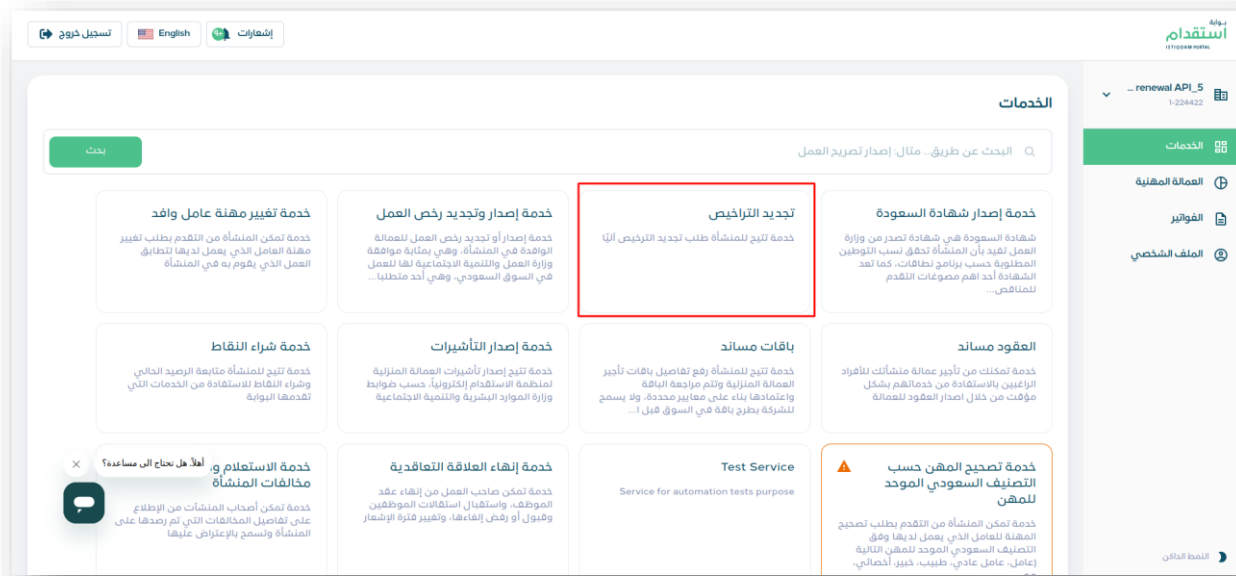 بوابة
استقدام
ISTIQDAM PORTAL
إشعارات
+4
English
تسجيل خروج
renewal API_5 ...
1-224422
الخدمات
العمالة المهنية
الفواتير
الملف الشخصي
النمط الداكن
الخدمات
البحث عن طريق.. مثال: إصدار تصريح العمل
بحث
خدمة إصدار شهادة السعودة
شهادة السعودة هي شهادة تصدر من وزارة
العمل تفيد بأن المنشأة تحقق نسب التوطين
المطلوبة حسب برنامج نطاقات، كما تعد
الشهادة أحد اهم مصوغات التقدم
للمناقص...
تجديد التراخيص
خدمة تتيح للمنشأة طلب تجديد الترخيص آليًا
خدمة إصدار وتجديد رخص العمل
خدمة إصدار أو تجديد رخص العمل للعمالة
الوافدة في المنشأة، وهي بمثابة موافقة
وزارة العمل والتنمية الاجتماعية لها للعمل
في السوق السعودي، وهي أحد متطلبا...
خدمة تغيير مهنة عامل وافد
خدمة تمكن المنشأة من التقدم بطلب تغيير
مهنة العامل الذي يعمل لديها لتطابق
العمل الذي يقوم به في المنشأة
العقود مساند
خدمة تمكنك من تأجير عمالة منشأتك للأفراد
الراغبين بالاستفادة من خدماتهم بشكل
مؤقت من خلال اصدار العقود للعمالة
باقات مساند
خدمة تتيح للمنشأة رفع تفاصيل باقات تأجير
العمالة المنزلية وتتم مراجعة الباقة
واعتمادها بناء على معايير محددة، ولا يسمح
للشركة بطرح باقة في السوق قبل ا...
خدمة إصدار التأشيرات
خدمة تتيح إصدار تأشيرات العمالة المنزلية
لمنظمة الاستقدام إلكترونياً، حسب ضوابط
وزارة الموارد البشرية والتنمية الاجتماعية
خدمة شراء النقاط
خدمة تتيح للمنشأة متابعة الرصيد الحالي
وشراء النقاط للاستفادة من الخدمات التي
تقدمها البوابة
خدمة تصحيح المهن حسب
التصنيف السعودي الموحد
للمهن
خدمة تمكن المنشأة من التقدم بطلب تصحيح
المهنة للعامل الذي يعمل لديها وفق
التصنيف السعودي الموحد للمهن التالية
(عامل، عامل عادي، طبيب، خبير، أخصائي،
Test Service
Service for automation tests purpose
خدمة إنهاء العلاقة التعاقدية
خدمة تمكن صاحب العمل من إنهاء عقد
الموظف، واستقبال استقالات الموظفين
وقبول أو رفض إلغاءها، وتغيير فترة الإشعار
خدمة الاستعلام و
مخالفات المنشأة
خدمة تمكن أصحاب المنشآت من الإطلاع
على تفاصيل المخالفات التي تم رصدها على
المنشأة وتسمح بالإعتراض عليها
أهلاً، هل تحتاج الى مساعدة؟